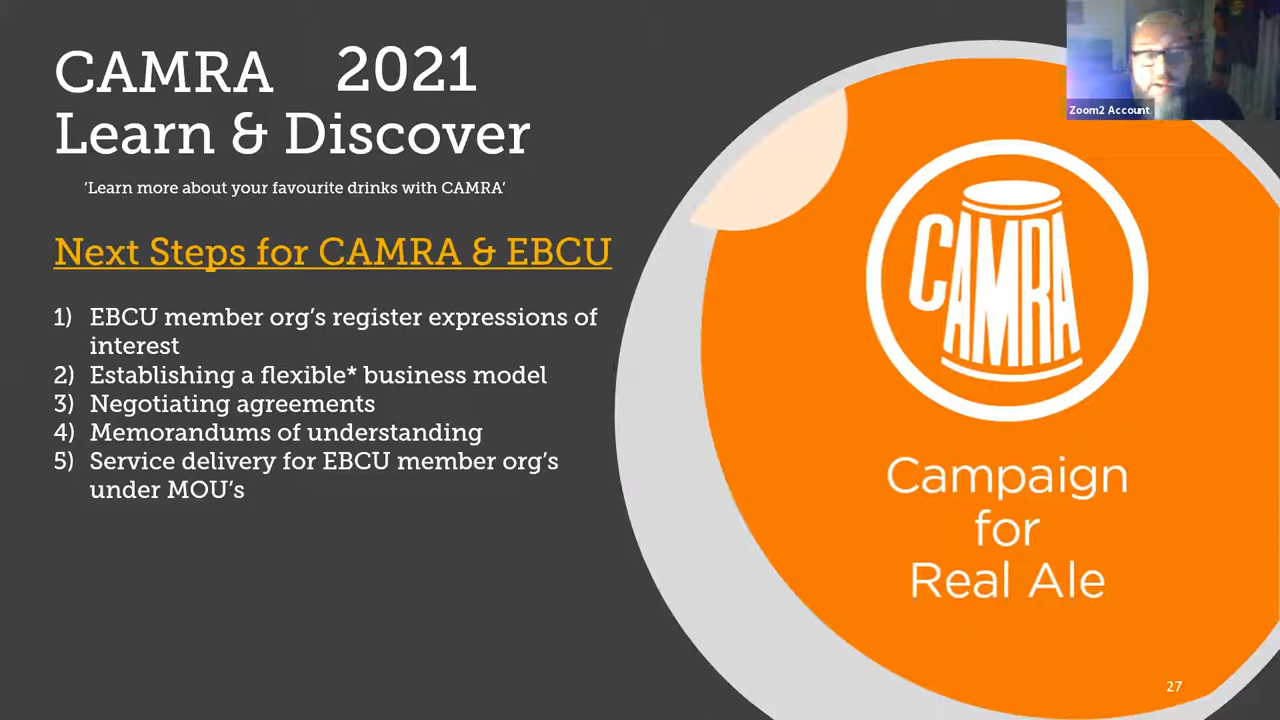 CAMRA 2021
Learn & Discover
‘Learn more about your favourite drinks with CAMRA’
Next Steps for CAMRA & EBCU
1) EBCU member org’s register expressions of
interest
2) Establishing a flexible* business model
3) Negotiating agreements
4) Memorandums of understanding
5) Service delivery for EBCU member org’s
under MOU’s
Zoom2 Account
CAMRA
Campaign
for
Real Ale
27